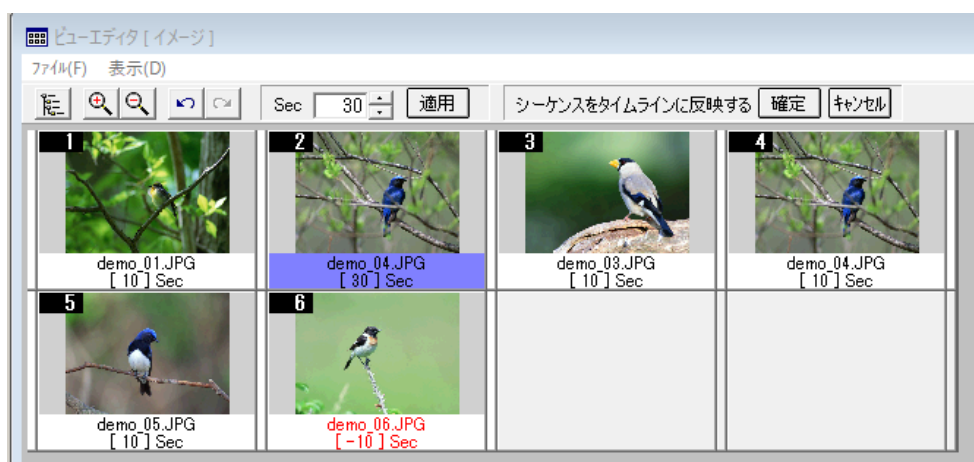 ビューエディタ [ イメージ ]
ファイル(F) 表示(D)
Sec 30 適用 シーケンスをタイムラインに反映する 確定 キャンセル
1 2 3 4
demo_01.JPG demo_04.JPG demo_03.JPG demo_04.JPG
[ 10 ] Sec [ 30 ] Sec [ 10 ] Sec [ 10 ] Sec
5 6
demo_05.JPG demo_06.JPG
[ 10 ] Sec [ -10 ] Sec